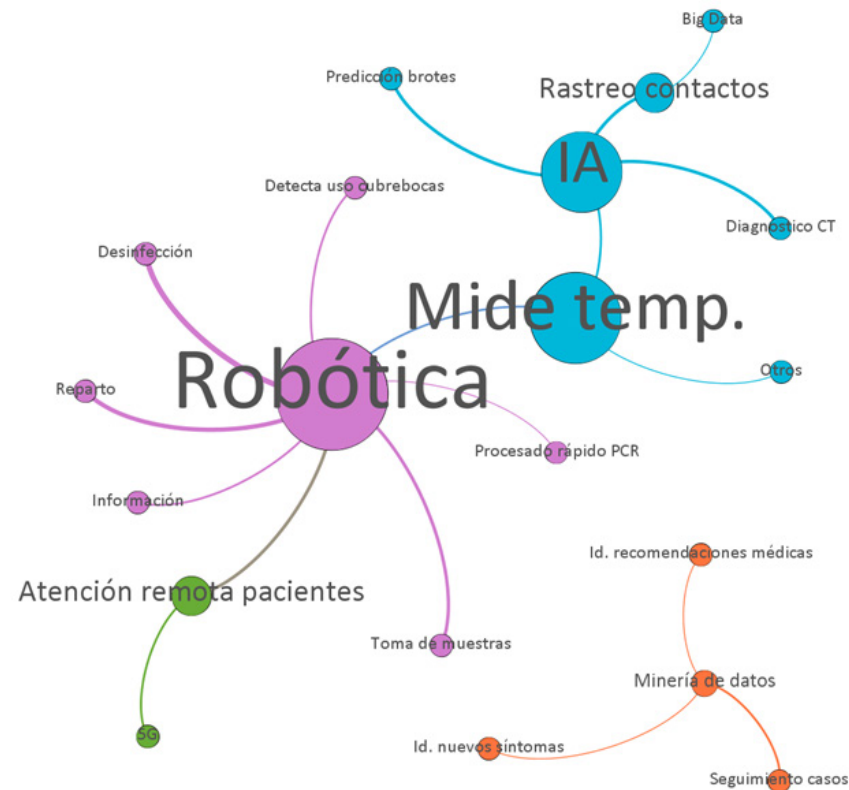 Big Data
Predicción brotes
Rastreo contactos
IA
Detecta uso cubrebocas
Diagnóstico CT
Desinfección
Mide temp.
Robótica
Otros
Reparto
Procesado rápido PCR
Información
Id. recomendaciones médicas
Atención remota pacientes
Toma de muestras
Minería de datos
5G
Id. nuevos síntomas
Seguimiento casos